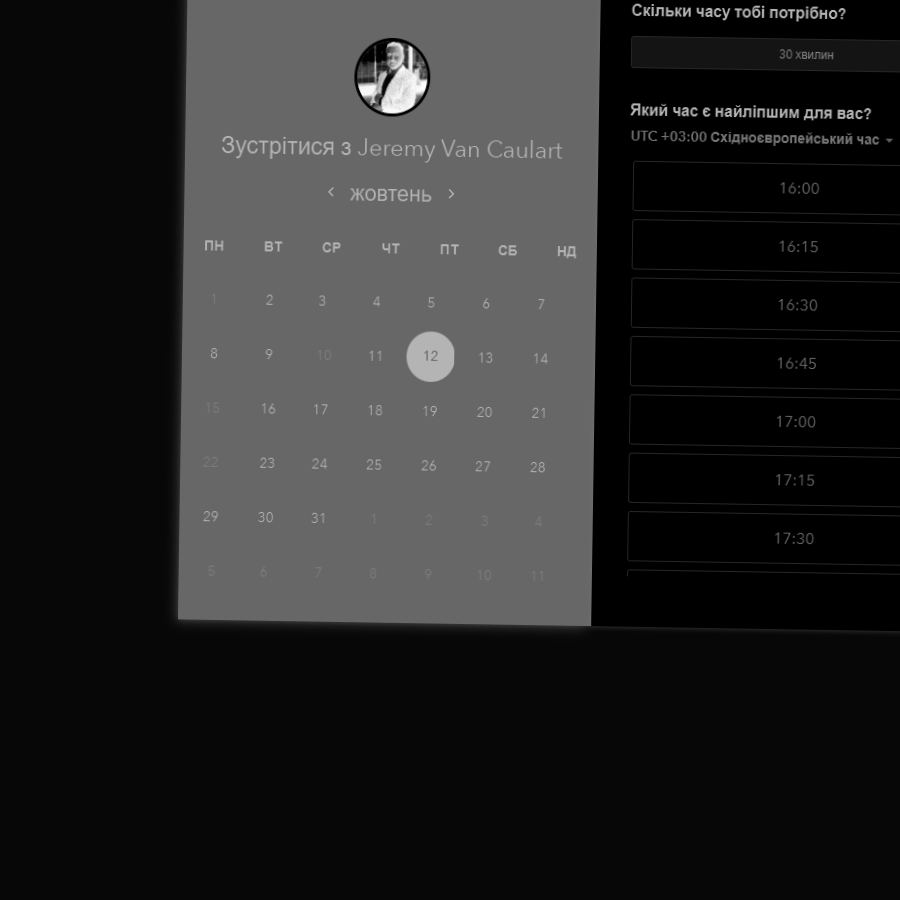 Зустрітися з Jeremy Van Caulart
жовтень
ПН ВТ СР ЧТ ПТ СБ НД
1 2 3 4 5 6 7
8 9 10 11 12 13 14
15 16 17 18 19 20 21
22 23 24 25 26 27 28
29 30 31 1 2 3 4
5 6 7 8 9 10 11
Скільки часу тобі потрібно?
30 хвилин
Який час є найліпшим для вас?
UTC +03:00 Східноєвропейський час
16:00
16:15
16:30
16:45
17:00
17:15
17:30